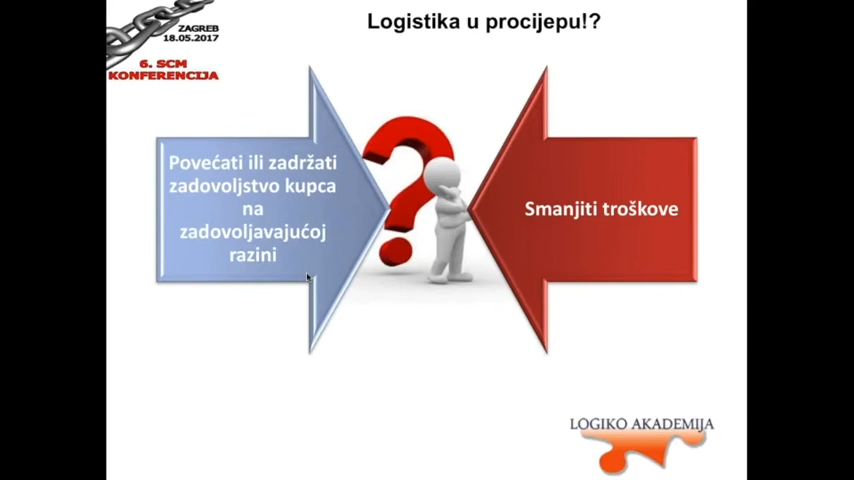 Logistika u procijepu!?
ZAGREB
18.05.2017
6. SCM
KONFERENCIJA
Povećati ili zadržati
zadovoljstvo kupca
na
zadovoljavajućoj
razini
Smanjiti troškove
LOGIKO AKADEMIJA